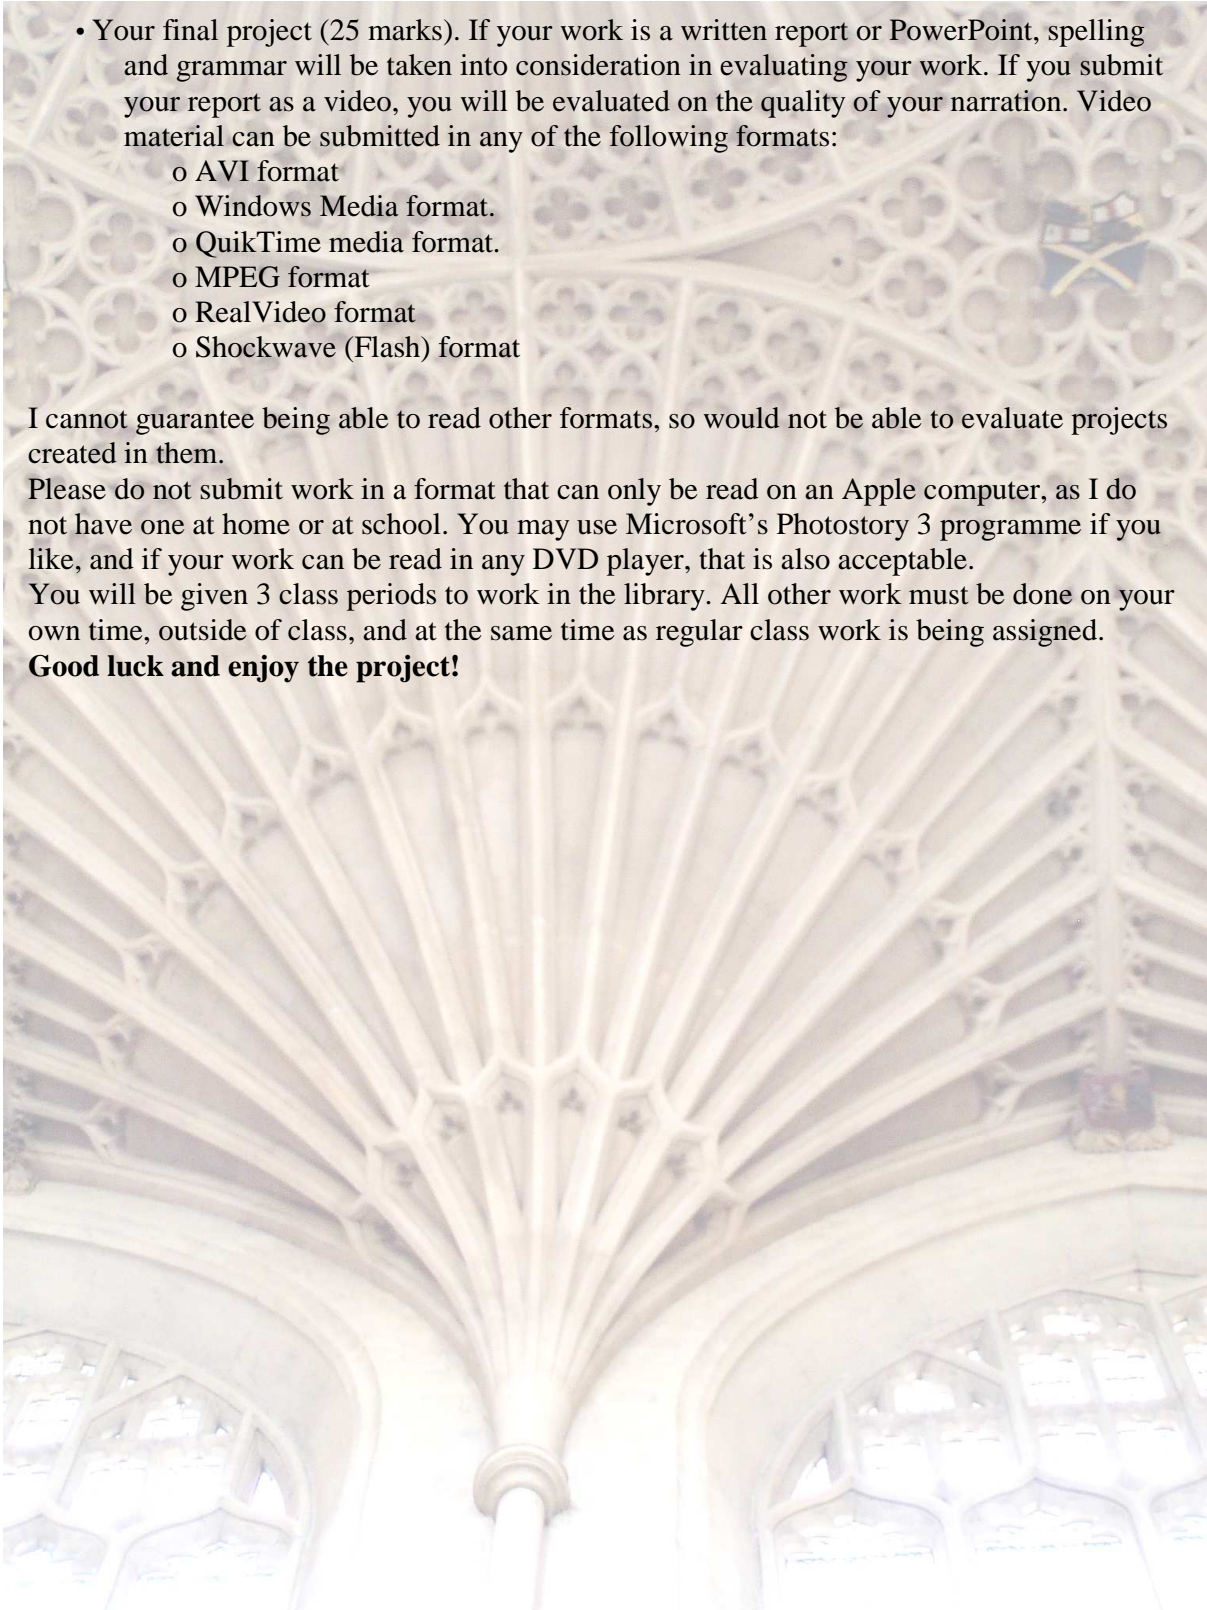 • Your final project (25 marks). If your work is a written report or PowerPoint, spelling
and grammar will be taken into consideration in evaluating your work. If you submit
your report as a video, you will be evaluated on the quality of your narration. Video
material can be submitted in any of the following formats:
o AVI format
o Windows Media format.
o QuikTime media format.
o MPEG format
o RealVideo format
o Shockwave (Flash) format
I cannot guarantee being able to read other formats, so would not be able to evaluate projects
created in them.
Please do not submit work in a format that can only be read on an Apple computer, as I do
not have one at home or at school. You may use Microsoft’s Photostory 3 programme if you
like, and if your work can be read in any DVD player, that is also acceptable.
You will be given 3 class periods to work in the library. All other work must be done on your
own time, outside of class, and at the same time as regular class work is being assigned.
Good luck and enjoy the project!